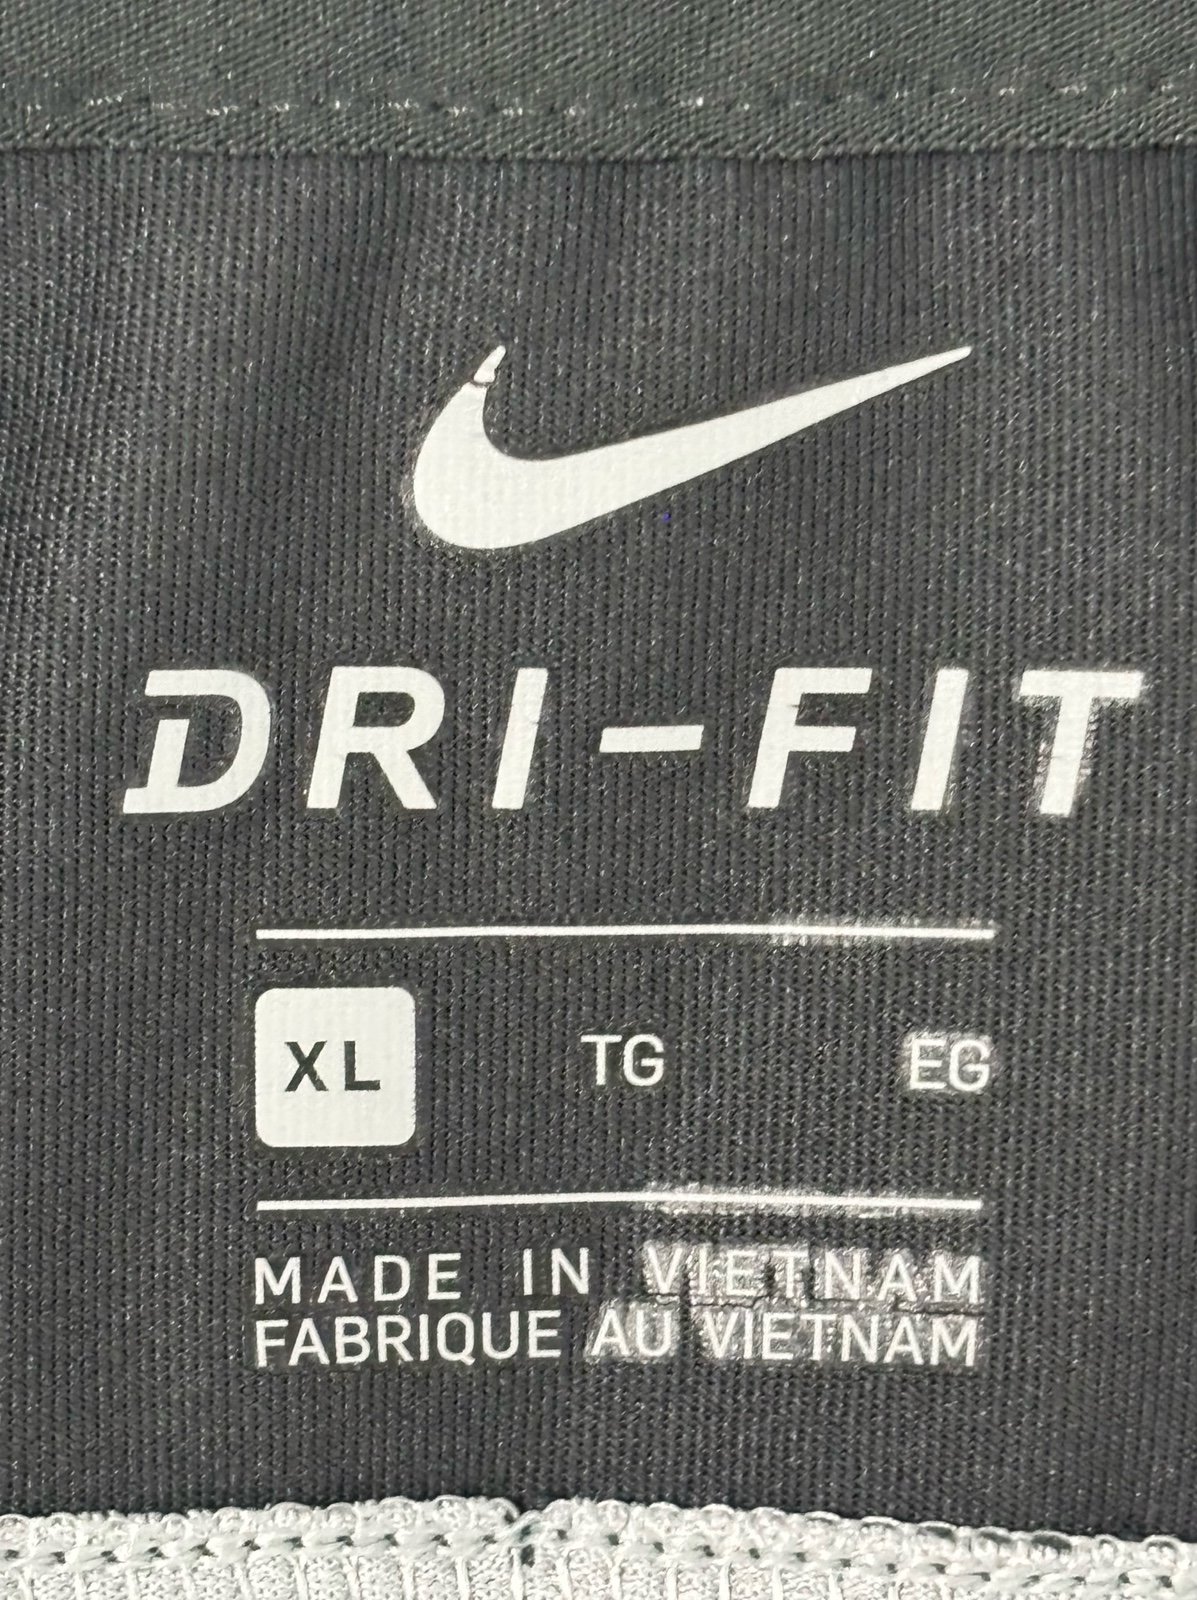 DRI-FIT
XL TG EG
MADE IN VIETNAM
FABRIQUE AU VIETNAM